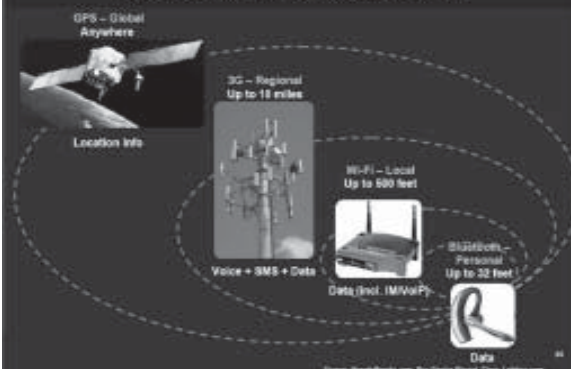 GPS – Global
Anywhere
Location Info
3G – Regional
Up to 18 miles
Voice + SMS + Data
Wi-Fi – Local
Up to 500 feet
Data (incl. IM/VoIP)
Bluetooth –
Personal
Up to 32 feet
Data